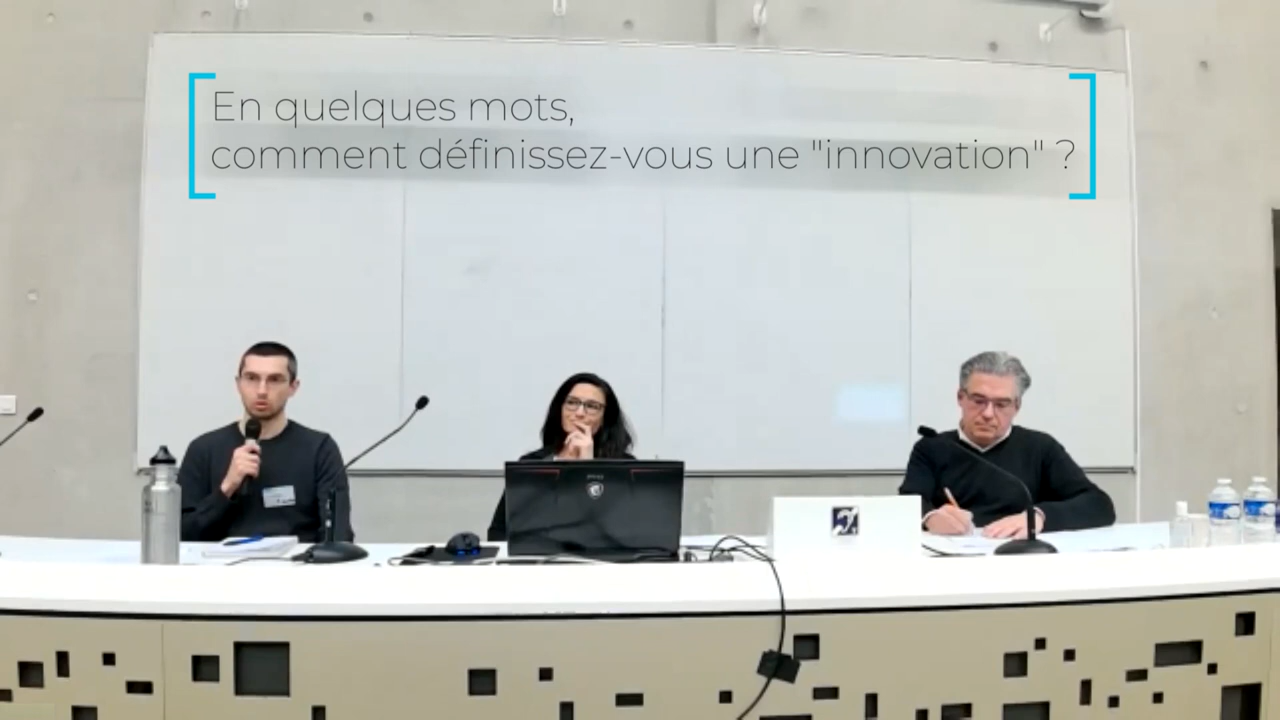 En quelques mots,
comment définissez-vous une "innovation" ?